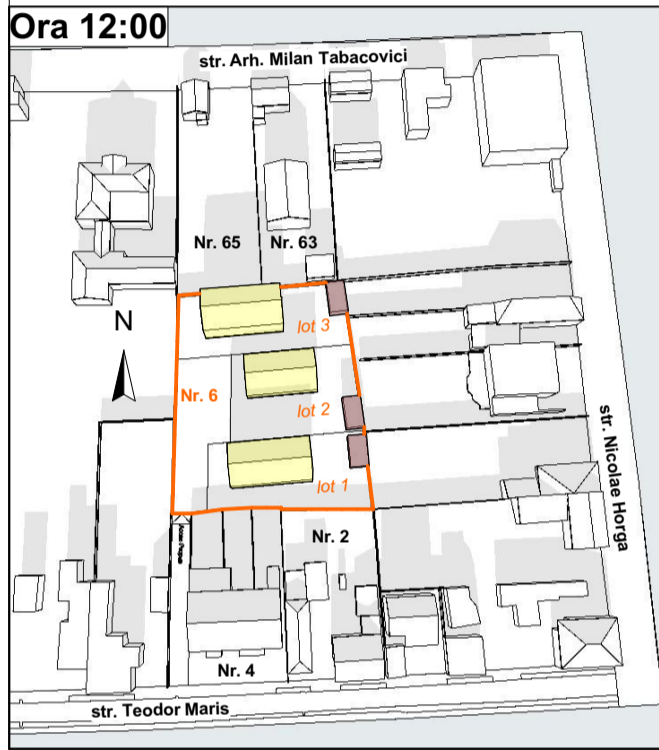 Ora 12:00
str. Arh. Milan Tabacovici
Nr. 65
Nr. 63
N
lot 3
Nr. 6
lot 2
str. Nicolae Horga
lot 1
Nr. 2
Nr. 4
str. Teodor Maris